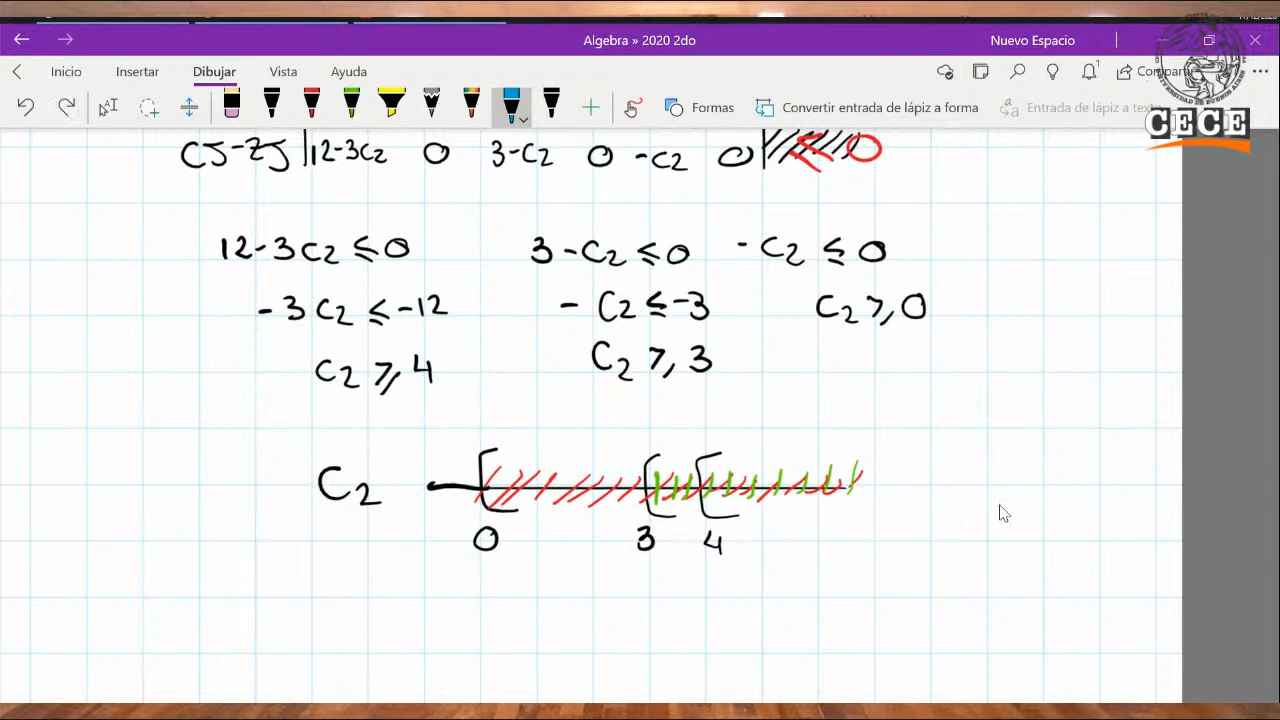 Algebra » 2020 2do
Nuevo Espacio
Inicio Insertar Dibujar Vista Ayuda
Formas Convertir entrada de lápiz a forma Entrada de lápiz a texto
CECE
CJ-ZJ 12-3C2 0 3-C2 0 -C2 0 <0
12-3C2 ≤ 0 3-C2 ≤ 0 -C2 ≤ 0
-3C2 ≤ -12 -C2 ≤ -3 C2 ≥ 0
C2 ≥ 4 C2 ≥ 3
C2 [ [ [
0 3 4